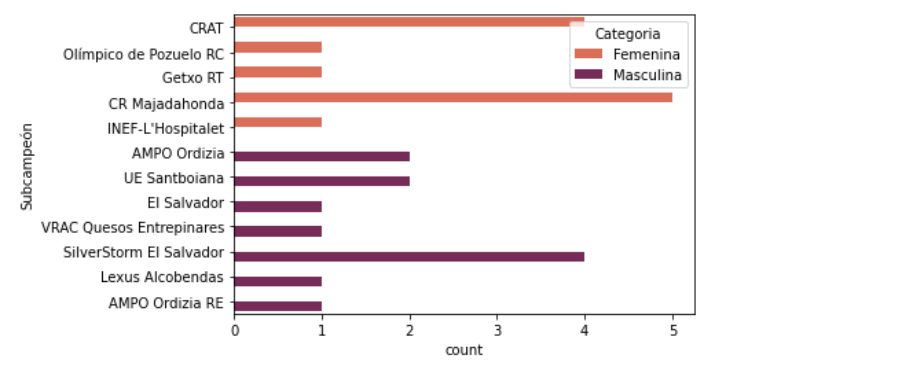 CRAT
Olímpico de Pozuelo RC
Getxo RT
CR Majadahonda
INEF-L'Hospitalet
AMPO Ordizia
UE Santboiana
El Salvador
VRAC Quesos Entrepinares
SilverStorm El Salvador
Lexus Alcobendas
AMPO Ordizia RE
Subcampeón
Categoria
Femenina
Masculina
0 1 2 3 4 5
count